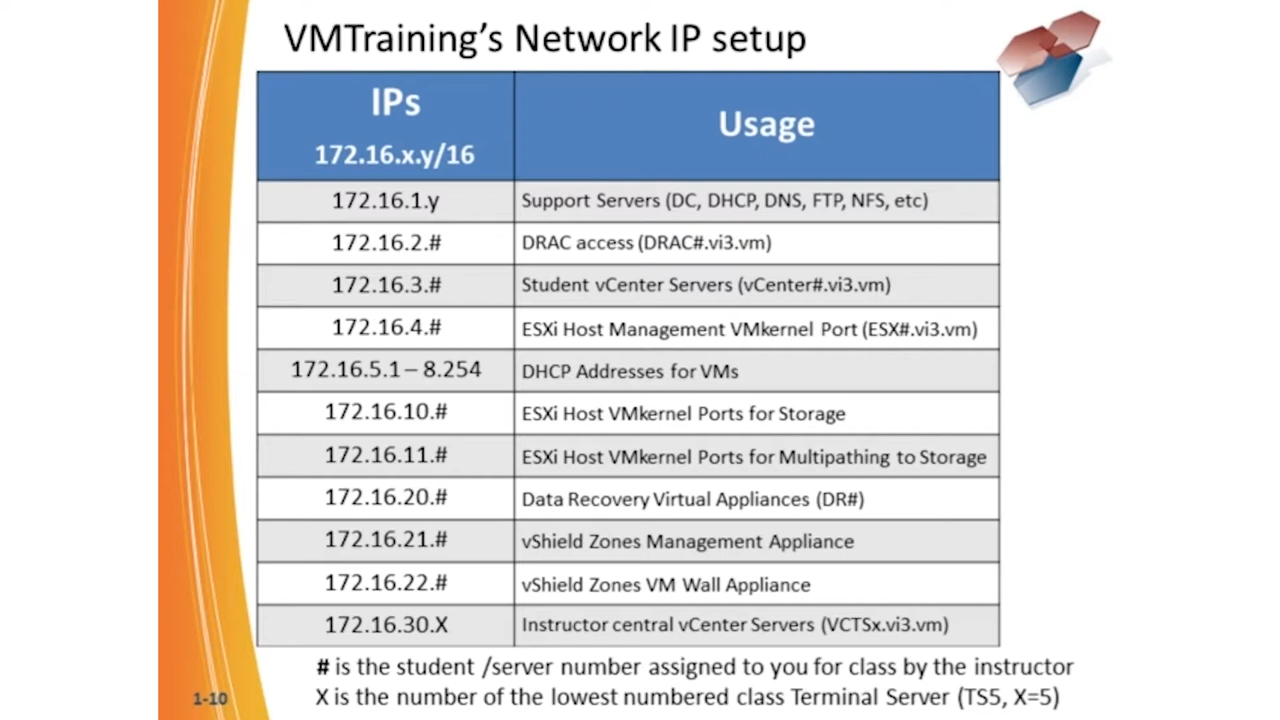 VMTraining's Network IP setup
IPs
172.16.x.y/16
Usage
172.16.1.y
Support Servers (DC, DHCP, DNS, FTP, NFS, etc)
172.16.2.#
DRAC access (DRAC#.vi3.vm)
172.16.3.#
Student vCenter Servers (vCenter#.vi3.vm)
172.16.4.#
ESXi Host Management VMkernel Port (ESX#.vi3.vm)
172.16.5.1 – 8.254
DHCP Addresses for VMs
172.16.10.#
ESXi Host VMkernel Ports for Storage
172.16.11.#
ESXi Host VMkernel Ports for Multipathing to Storage
172.16.20.#
Data Recovery Virtual Appliances (DR#)
172.16.21.#
vShield Zones Management Appliance
172.16.22.#
vShield Zones VM Wall Appliance
172.16.30.X
Instructor central vCenter Servers (VCTSx.vi3.vm)
# is the student /server number assigned to you for class by the instructor
X is the number of the lowest numbered class Terminal Server (TS5, X=5)
1-10